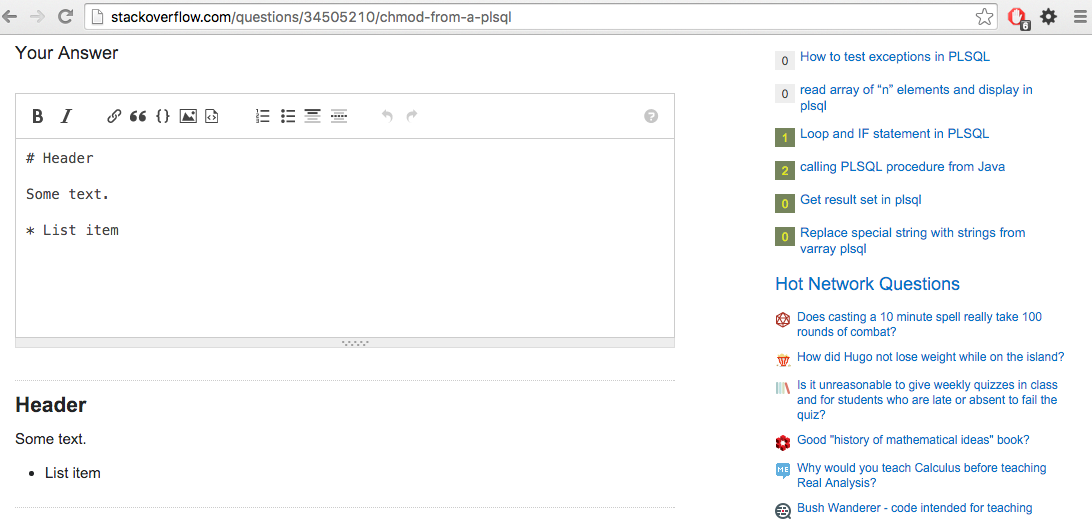 stackoverflow.com/questions/34505210/chmod-from-a-plsql
6
Your Answer
B I
?
# Header
Some text.
* List item
Header
Some text.
• List item
0 How to test exceptions in PLSQL
0 read array of “n” elements and display in
plsql
1 Loop and IF statement in PLSQL
2 calling PLSQL procedure from Java
0 Get result set in plsql
0 Replace special string with strings from
varray plsql
Hot Network Questions
Does casting a 10 minute spell really take 100
rounds of combat?
How did Hugo not lose weight while on the island?
Is it unreasonable to give weekly quizzes in class
and for students who are late or absent to fail the
quiz?
Good "history of mathematical ideas" book?
ME Why would you teach Calculus before teaching
Real Analysis?
Bush Wanderer - code intended for teaching